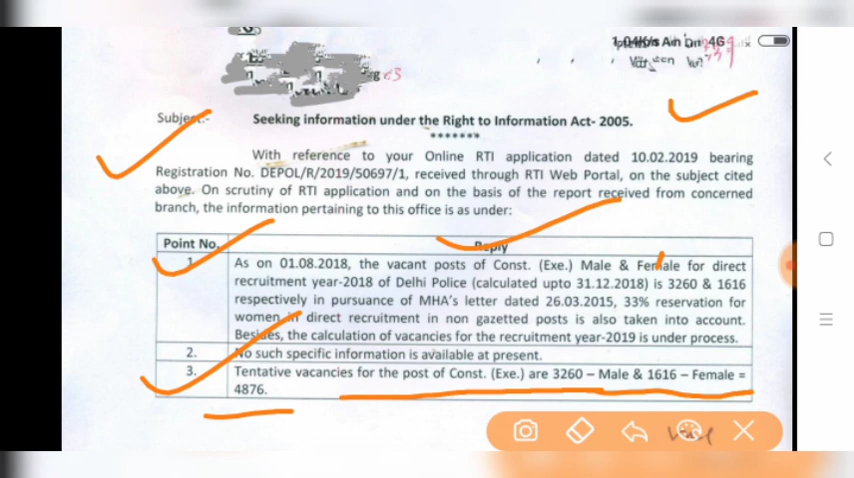 Subject:-
Seeking information under the Right to Information Act- 2005.
*******
With reference to your Online RTI application dated 10.02.2019 bearing
Registration No. DEPOL/R/2019/50697/1, received through RTI Web Portal, on the subject cited
above. On scrutiny of RTI application and on the basis of the report received from concerned
branch, the information pertaining to this office is as under:
Point No. Reply
1. As on 01.08.2018, the vacant posts of Const. (Exe.) Male & Female for direct
recruitment year-2018 of Delhi Police (calculated upto 31.12.2018) is 3260 & 1616
respectively in pursuance of MHA's letter dated 26.03.2015, 33% reservation for
women in direct recruitment in non gazetted posts is also taken into account.
Besides, the calculation of vacancies for the recruitment year-2019 is under process.
2. No such specific information is available at present.
3. Tentative vacancies for the post of Const. (Exe.) are 3260 – Male & 1616 – Female =
4876.